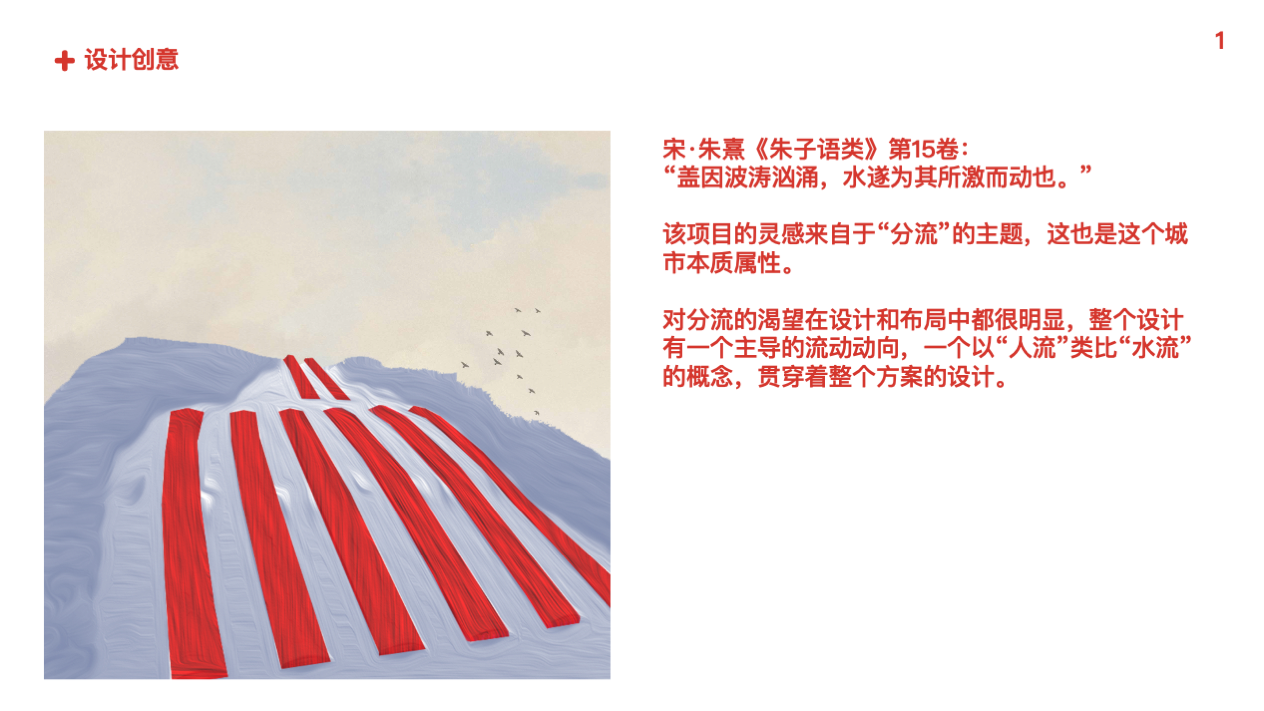 设计创意
1
宋·朱熹《朱子语类》第15卷：
“盖因波涛汹涌，水遂为其所激而动也。”
该项目的灵感来自于“分流”的主题，这也是这个城
市本质属性。
对分流的渴望在设计和布局中都很明显，整个设计
有一个主导的流动动向，一个以“人流”类比“水流”
的概念，贯穿着整个方案的设计。